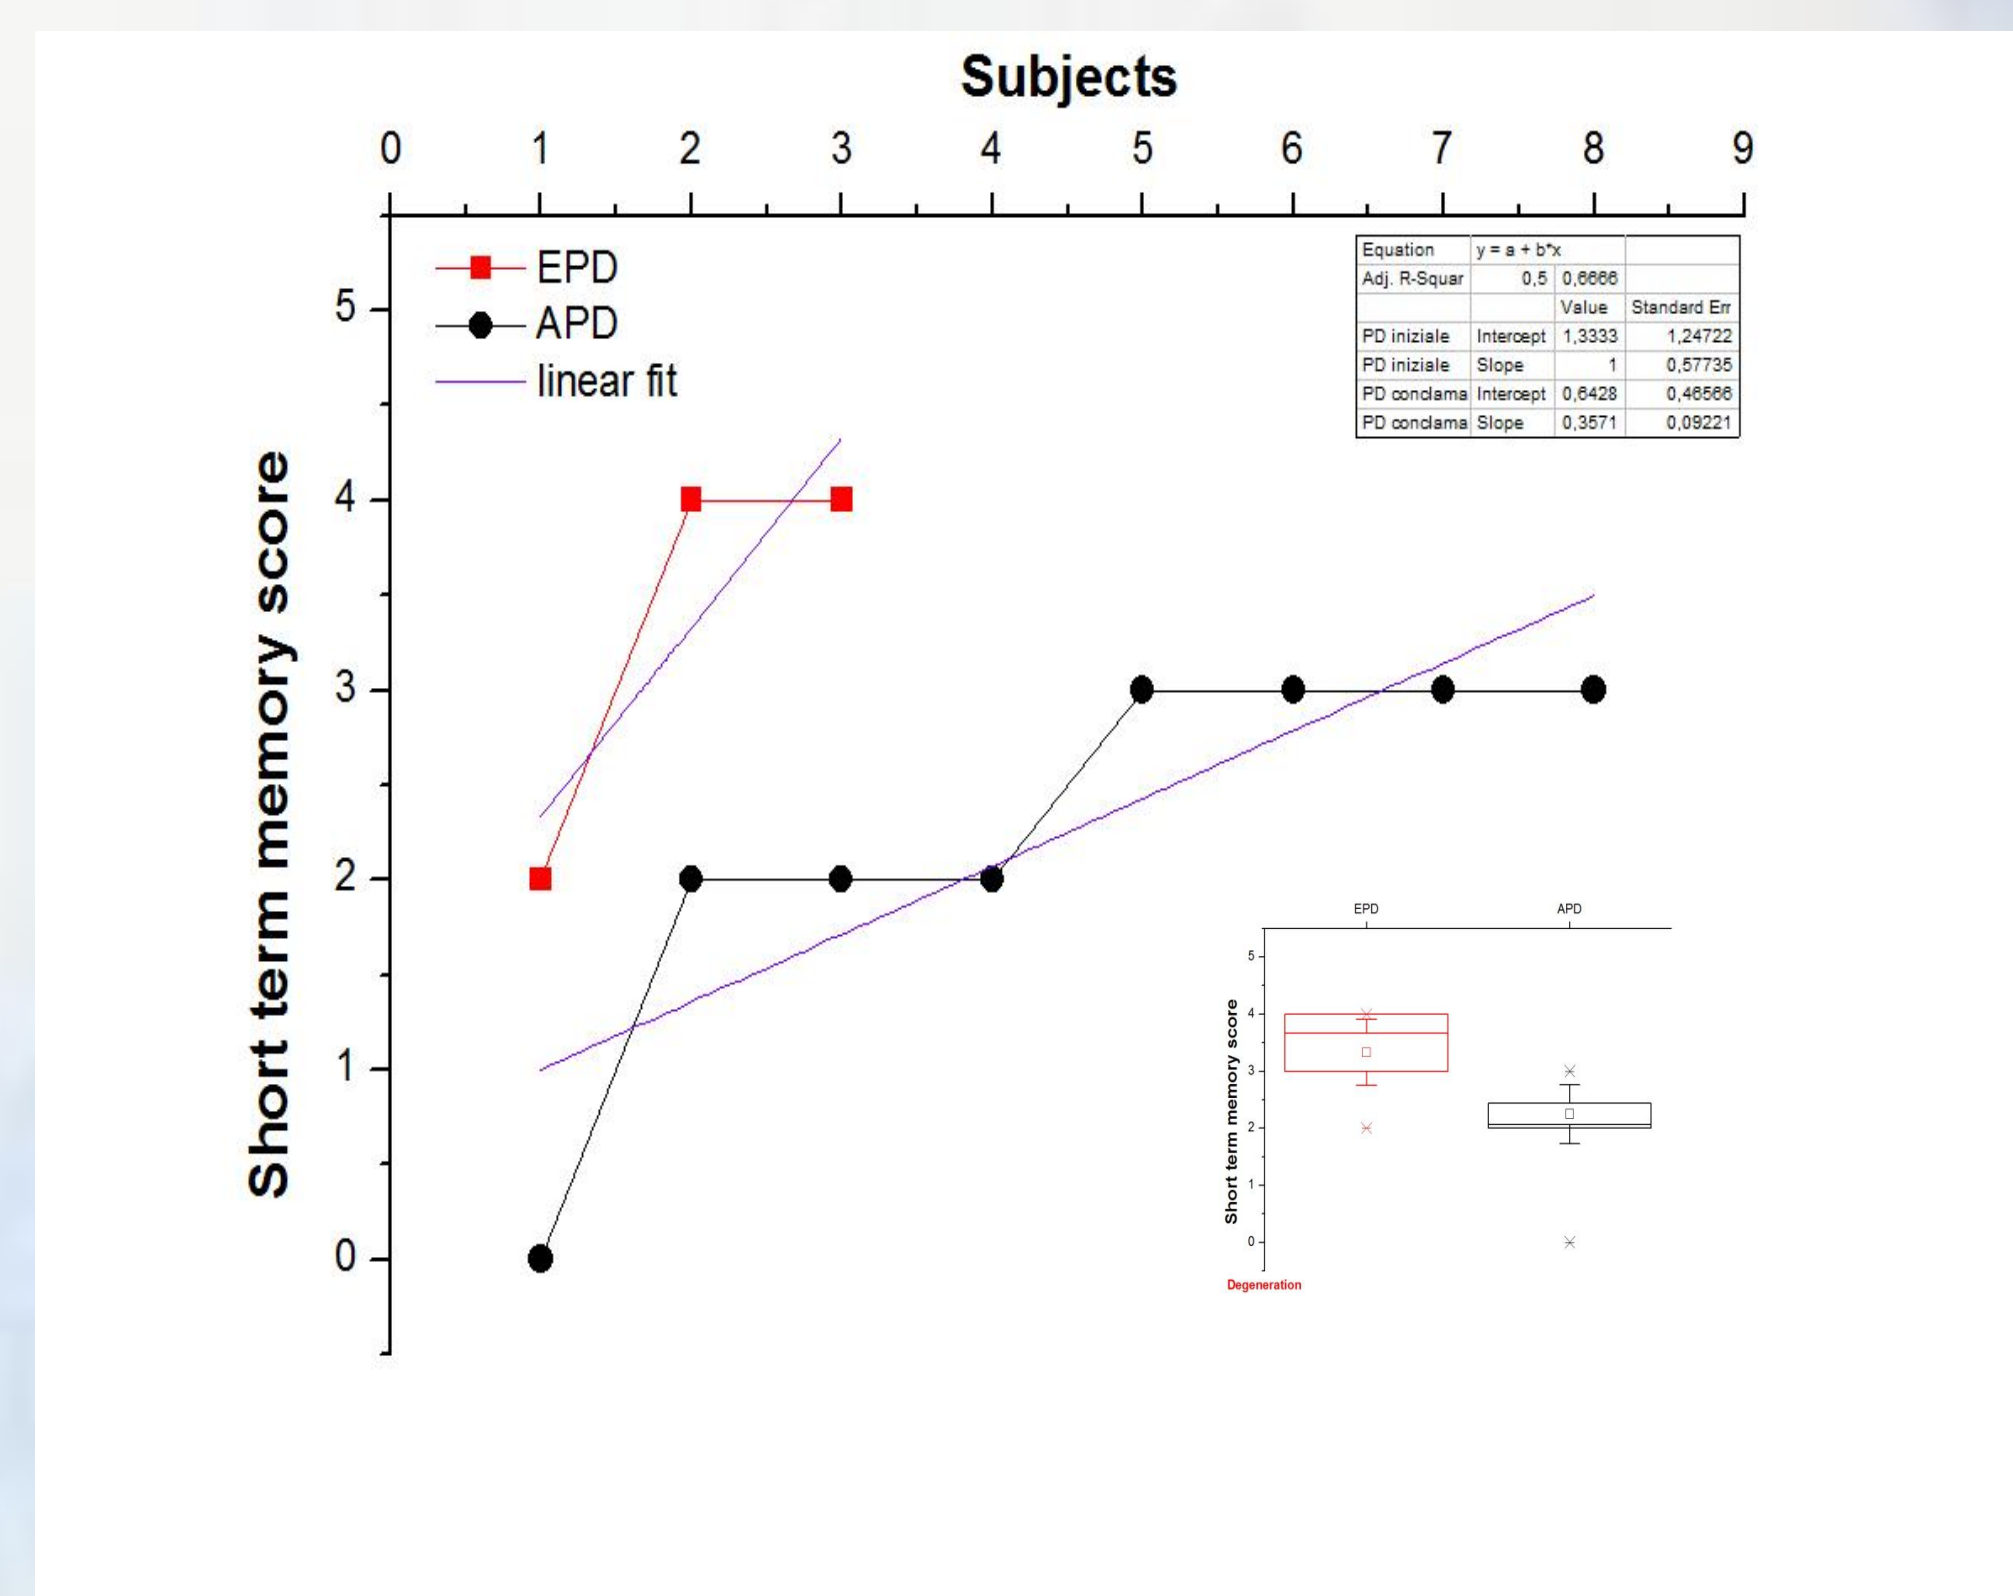 Subjects
0 1 2 3 4 5 6 7 8 9
EPD
APD
linear fit
Equation y = a + b*x
Adj. R-Squar 0,5 0,6666
Value Standard Err
PD iniziale Intercept 1,3333 1,24722
PD iniziale Slope 1 0,57735
PD conclama Intercept 0,6428 0,46566
PD conclama Slope 0,3571 0,09221
Short term memory score
5
4
3
2
1
0
EPD APD
Short term memory score
5
4
3
2
1
0
Degeneration